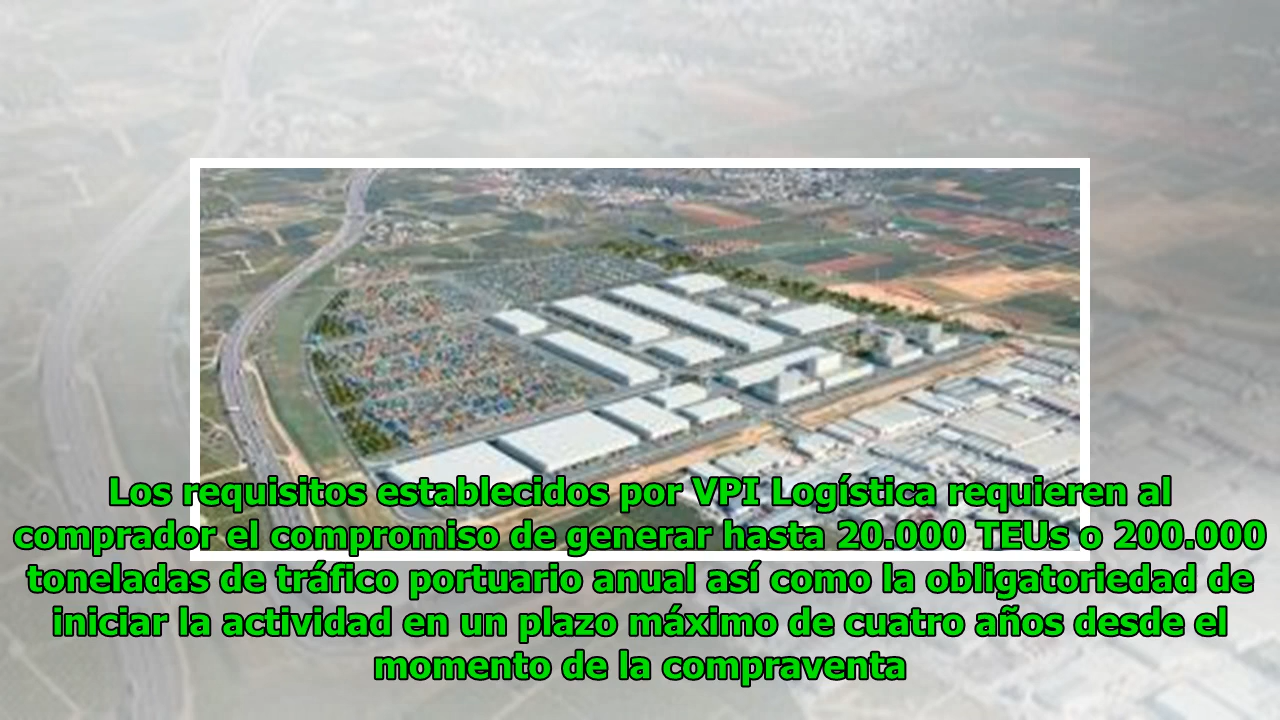 Los requisitos establecidos por VPI Logística requieren al
comprador el compromiso de generar hasta 20.000 TEUs o 200.000
toneladas de tráfico portuario anual así como la obligatoriedad de
iniciar la actividad en un plazo máximo de cuatro años desde el
momento de la compraventa